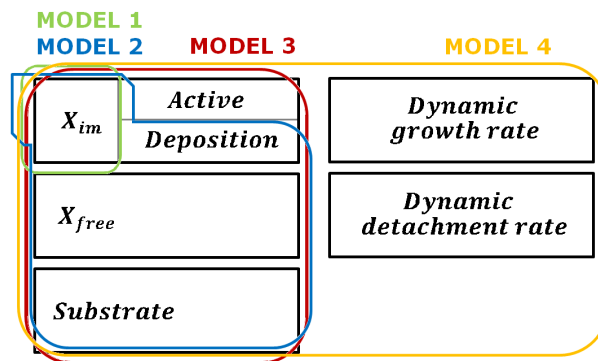 MODEL 1
MODEL 2
MODEL 3
MODEL 4
X_im
Active
Deposition
X_free
Substrate
Dynamic
growth rate
Dynamic
detachment rate